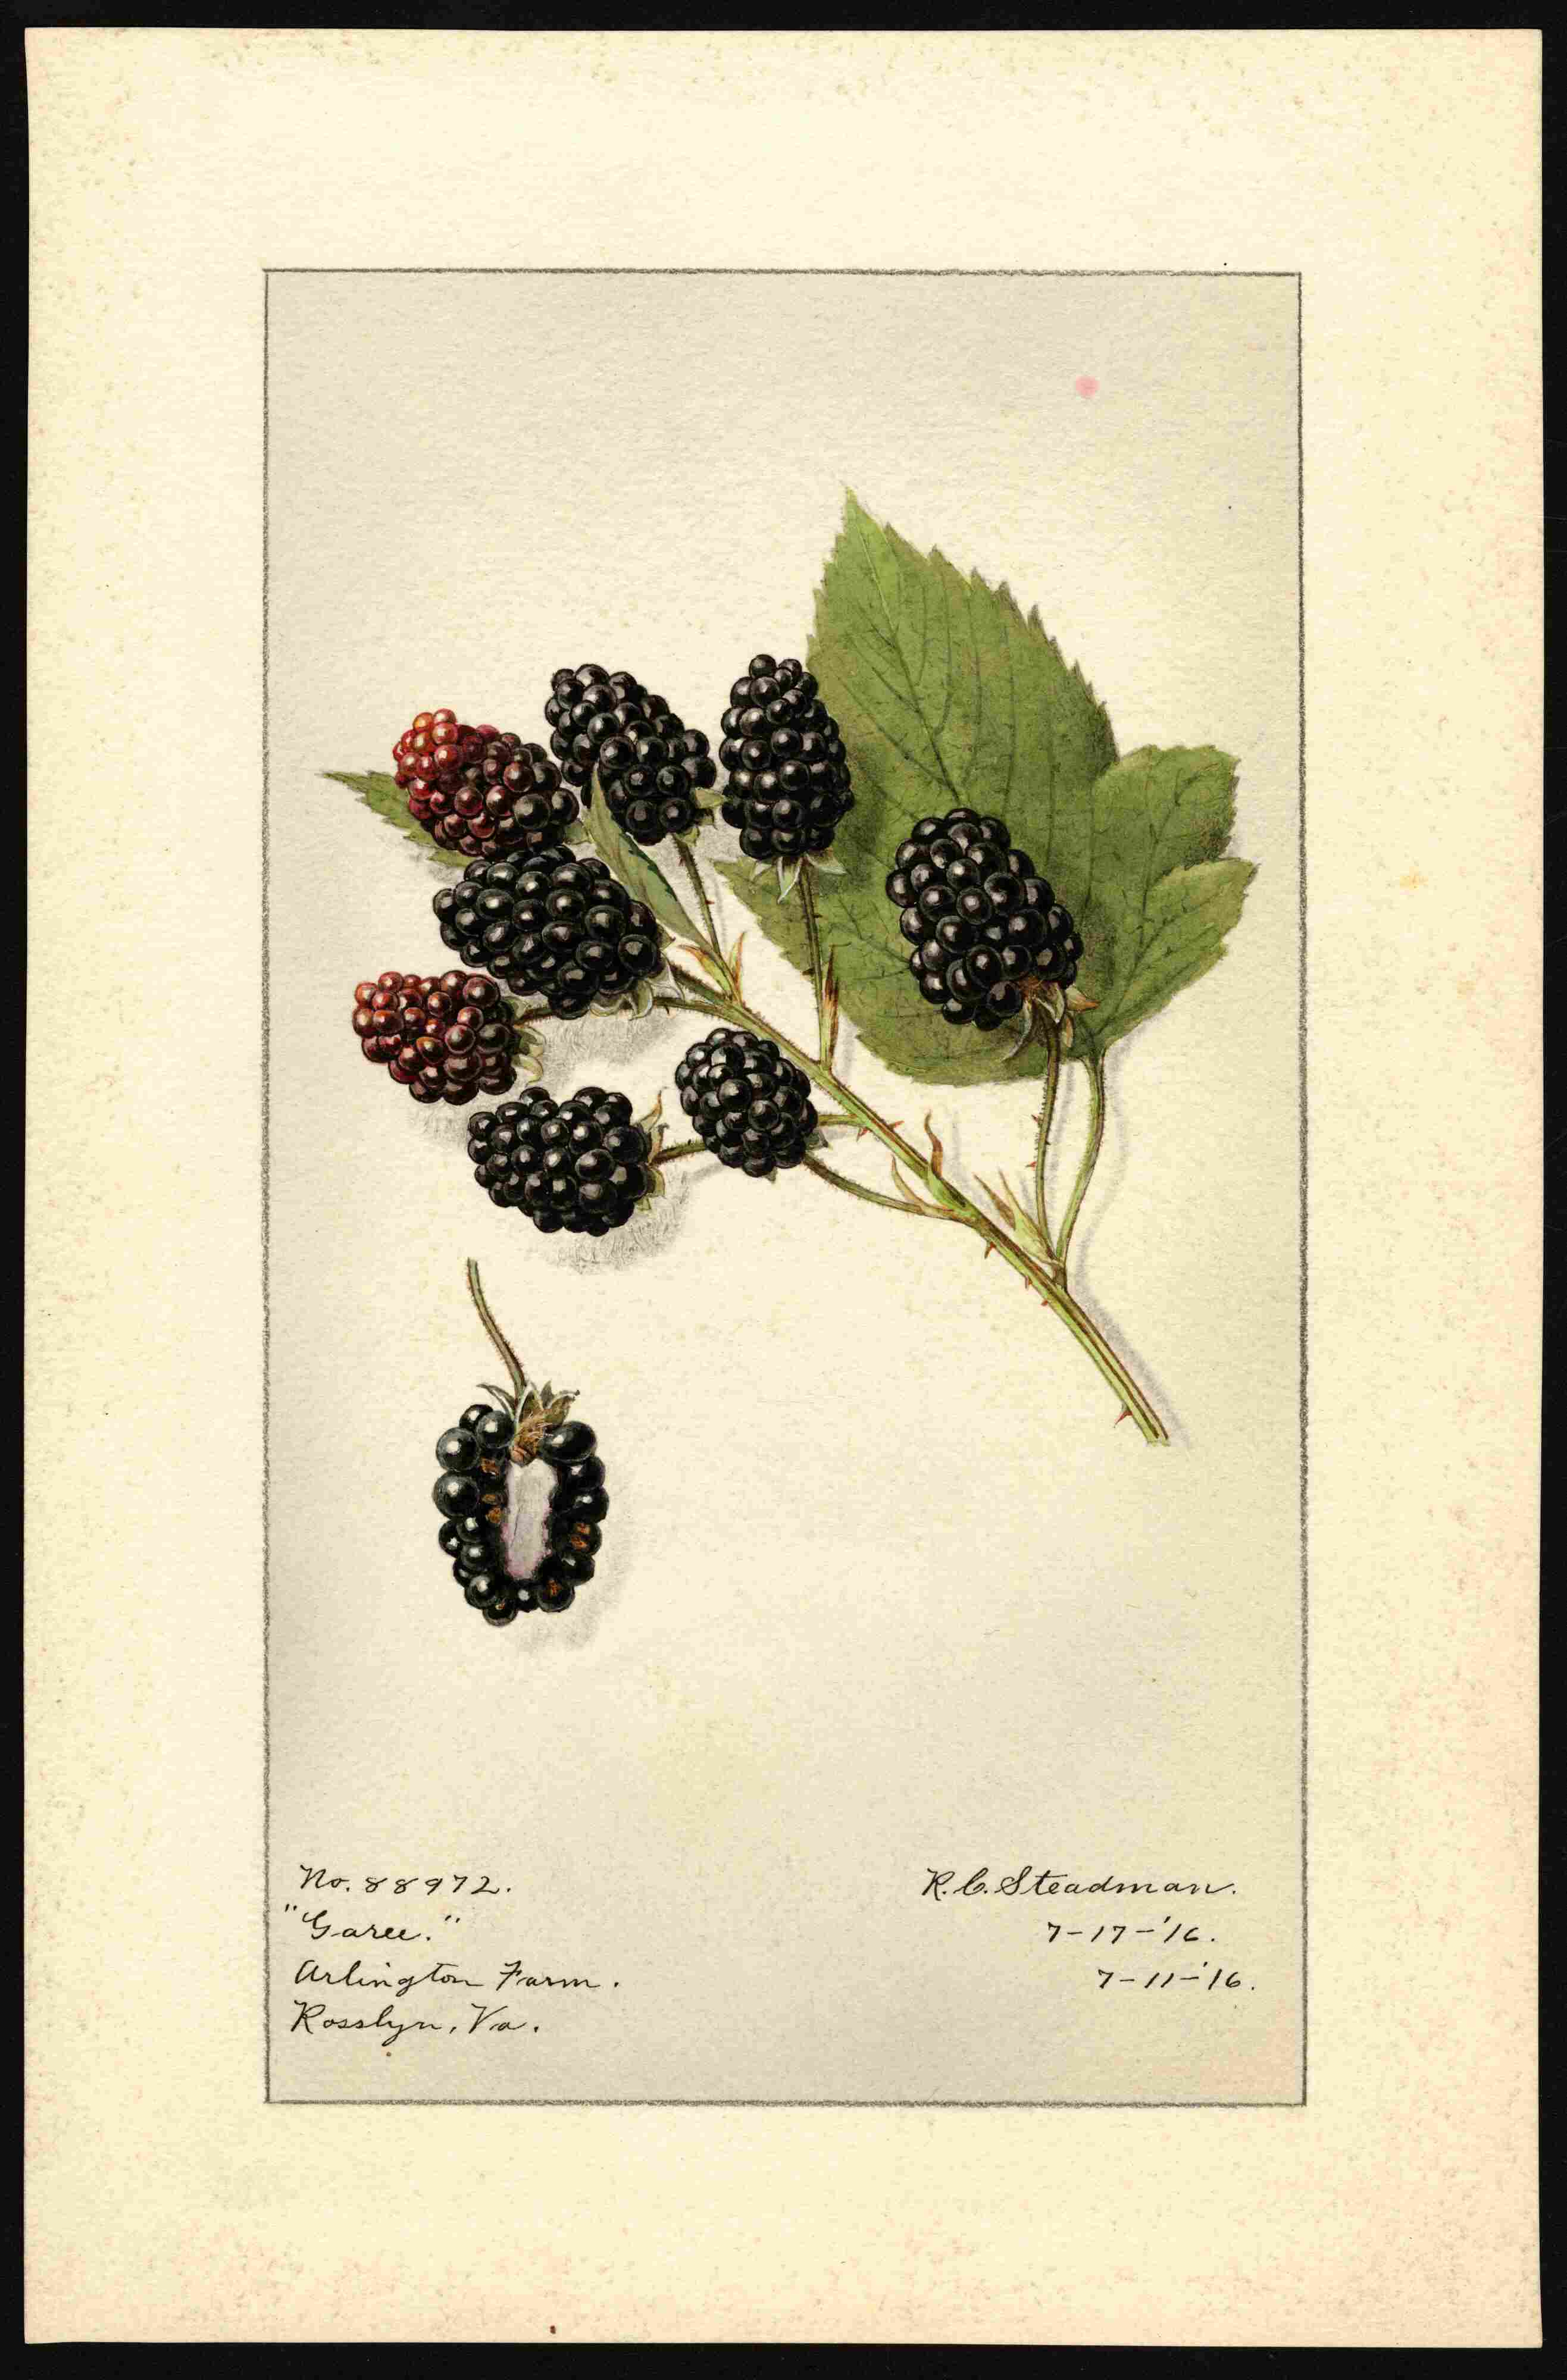 No. 88972.
"Garee."
Arlington Farm.
Rosslyn, Va.
R. C. Steadman.
7-17-'16.
7-11-'16.